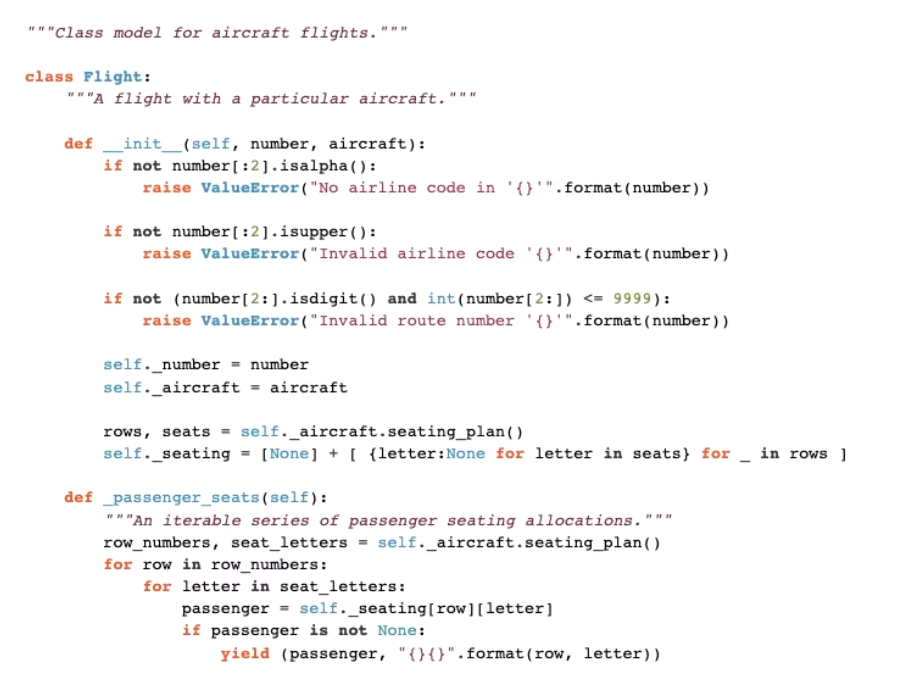 """Class model for aircraft flights."""
class Flight:
"""A flight with a particular aircraft."""
def __init__(self, number, aircraft):
if not number[:2].isalpha():
raise ValueError("No airline code in '{}'".format(number))
if not number[:2].isupper():
raise ValueError("Invalid airline code '{}'".format(number))
if not (number[2:].isdigit() and int(number[2:]) <= 9999):
raise ValueError("Invalid route number '{}'".format(number))
self._number = number
self._aircraft = aircraft
rows, seats = self._aircraft.seating_plan()
self._seating = [None] + [ {letter:None for letter in seats} for _ in rows ]
def _passenger_seats(self):
"""An iterable series of passenger seating allocations."""
row_numbers, seat_letters = self._aircraft.seating_plan()
for row in row_numbers:
for letter in seat_letters:
passenger = self._seating[row][letter]
if passenger is not None:
yield (passenger, "{}{}".format(row, letter))